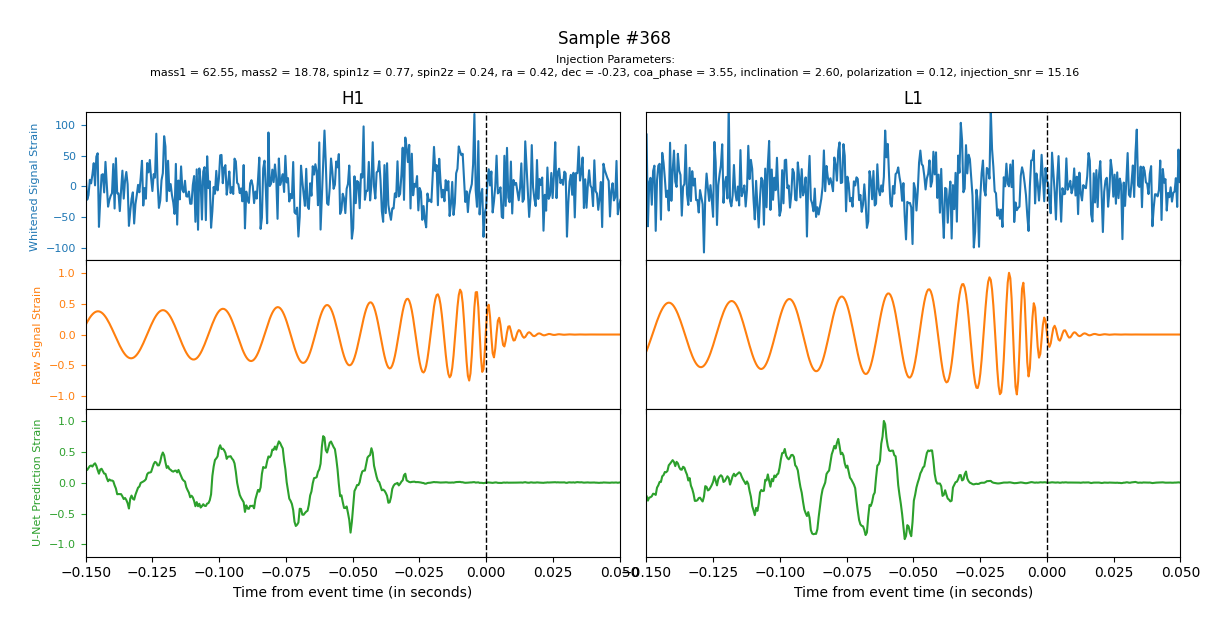 Sample #368
Injection Parameters:
mass1 = 62.55, mass2 = 18.78, spin1z = 0.77, spin2z = 0.24, ra = 0.42, dec = -0.23, coa_phase = 3.55, inclination = 2.60, polarization = 0.12, injection_snr = 15.16
H1
L1
Whitened Signal Strain
100
50
0
−50
−100
Raw Signal Strain
1.0
0.5
0.0
−0.5
−1.0
U-Net Prediction Strain
1.0
0.5
0.0
−0.5
−1.0
−0.150 −0.125 −0.100 −0.075 −0.050 −0.025 0.000 0.025 0.050
−0.150 −0.125 −0.100 −0.075 −0.050 −0.025 0.000 0.025 0.050
Time from event time (in seconds)
Time from event time (in seconds)